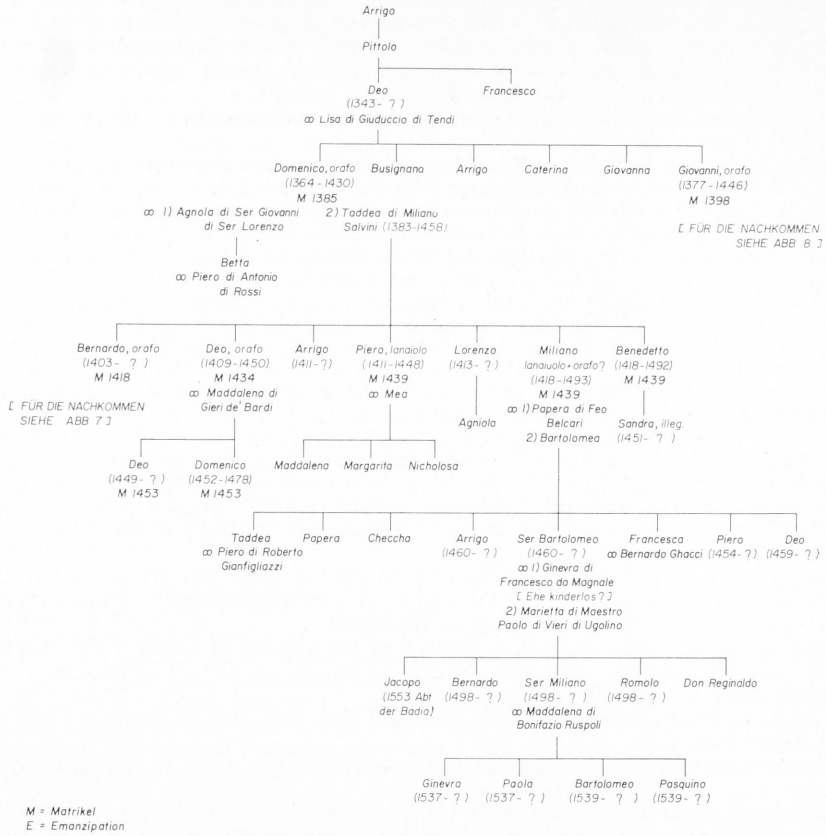 Arrigo
Pittolo
Deo
(1343- ?)
∞ Lisa di Giuduccio di Tendi
Francesco
Domenico, orafo
(1364-1430)
M 1385
Busignano
Arrigo
Caterina
Giovanna
Giovanni, orafo
(1377-1446)
M 1398
∞ 1) Agnola di Ser Giovanni
di Ser Lorenzo
2) Taddea di Miliano
Salvini (1383-1458)
[ FÜR DIE NACHKOMMEN
SIEHE ABB 8 ]
Betta
∞ Piero di Antonio
di Rossi
Bernardo, orafo
(1403- ?)
M 1418
Deo, orafo
(1409-1450)
M 1434
∞ Maddalena di
Gieri de' Bardi
Arrigo
(1411-?)
Piero, lanaiolo
(1411-1448)
M 1439
∞ Mea
Lorenzo
(1413- ?)
Miliano
lanaiuolo + orafo?
(1418-1493)
M 1439
∞ 1) Papera di Feo
Belcari
2) Bartolomea
Benedetto
(1418-1492)
M 1439
[ FÜR DIE NACHKOMMEN
SIEHE ABB 7 ]
Agniola
Sandra, illeg.
(1451- ?)
Deo
(1449- ?)
M 1453
Domenico
(1452-1478)
M 1453
Maddalena
Margarita
Nicholosa
Taddea
∞ Piero di Roberto
Gianfigliazzi
Papera
Checcha
Arrigo
(1460- ?)
Ser Bartolomeo
(1460- ?)
∞ 1) Ginevra di
Francesco da Magnale
[ Ehe kinderlos? ]
2) Marietta di Maestro
Paolo di Vieri di Ugolino
Francesca
∞ Bernardo Ghacci
Piero
(1454- ?)
Deo
(1459- ?)
Jacopo
(1553 Abt
der Badia)
Bernardo
(1498- ?)
Ser Miliano
(1498- ?)
∞ Maddalena di
Bonifazio Ruspoli
Romolo
(1498- ?)
Don Reginaldo
Ginevra
(1537- ?)
Paola
(1537- ?)
Bartolomeo
(1539- ?)
Pasquino
(1539- ?)
M = Matrikel
E = Emanzipation